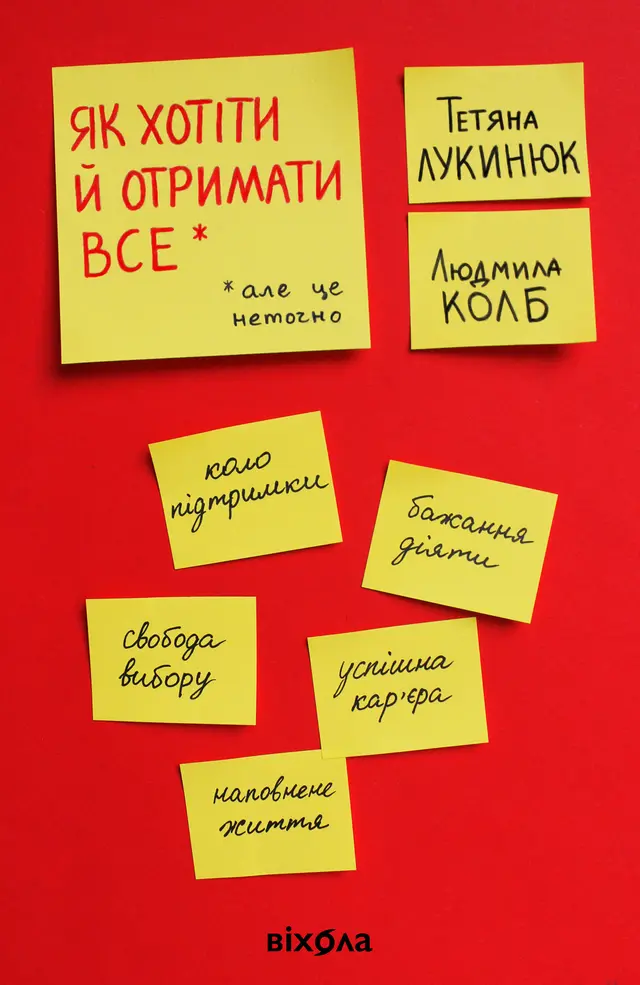 ЯК ХОТІТИ
Й ОТРИМАТИ
ВСЕ *
* але це
неточно
ТЕТЯНА
ЛУКИНЮК
ЛЮДМИЛА
КОЛБ
коло
підтримки
бажання
діяти
свобода
вибору
успішна
кар'єра
наповнене
життя
віхола